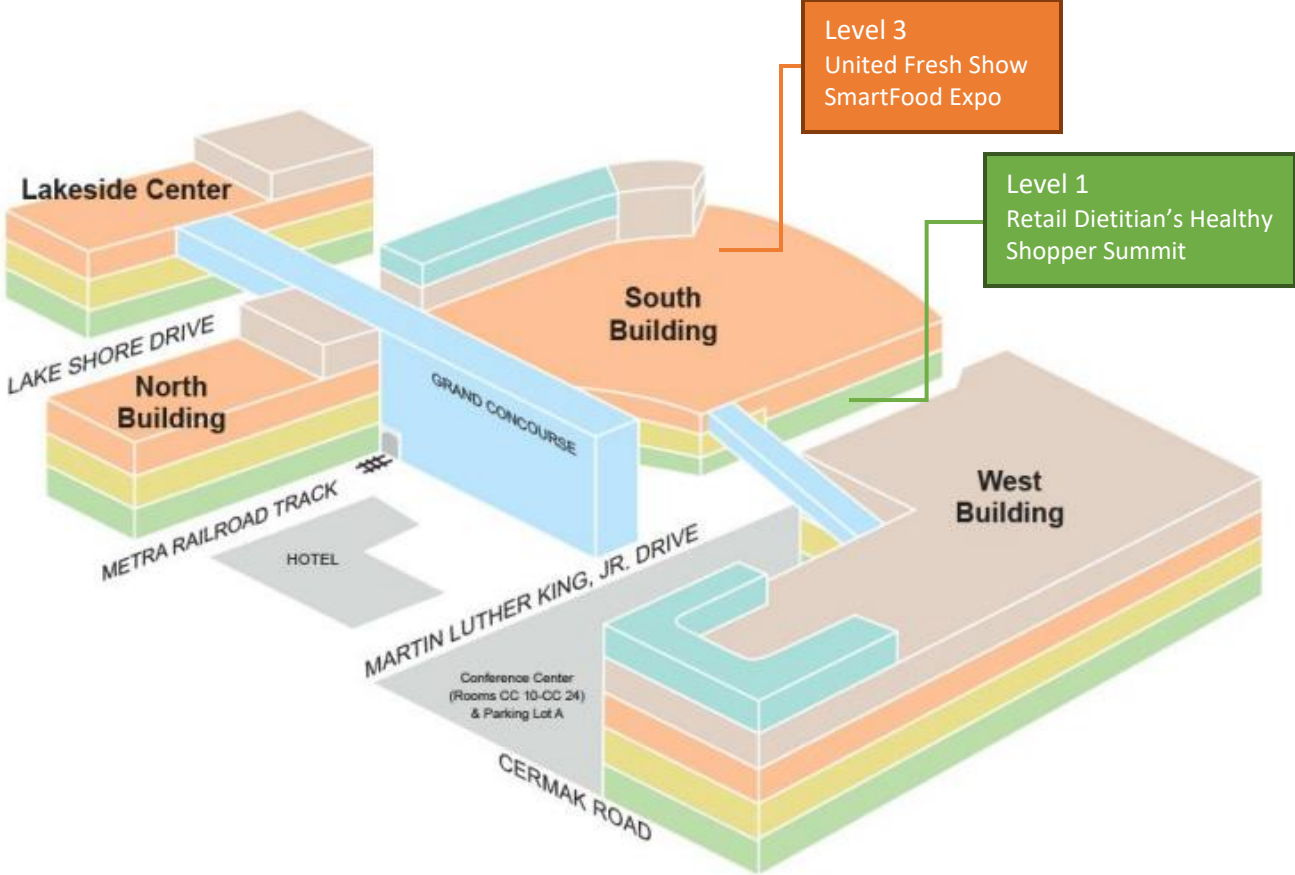 Level 3
United Fresh Show
SmartFood Expo
Level 1
Retail Dietitian’s Healthy
Shopper Summit
Lakeside Center
South
Building
LAKE SHORE DRIVE
North
Building
GRAND CONCOURSE
West
Building
METRA RAILROAD TRACK
HOTEL
MARTIN LUTHER KING, JR. DRIVE
Conference Center
(Rooms CC 10-CC 24)
& Parking Lot A
CERMAK ROAD